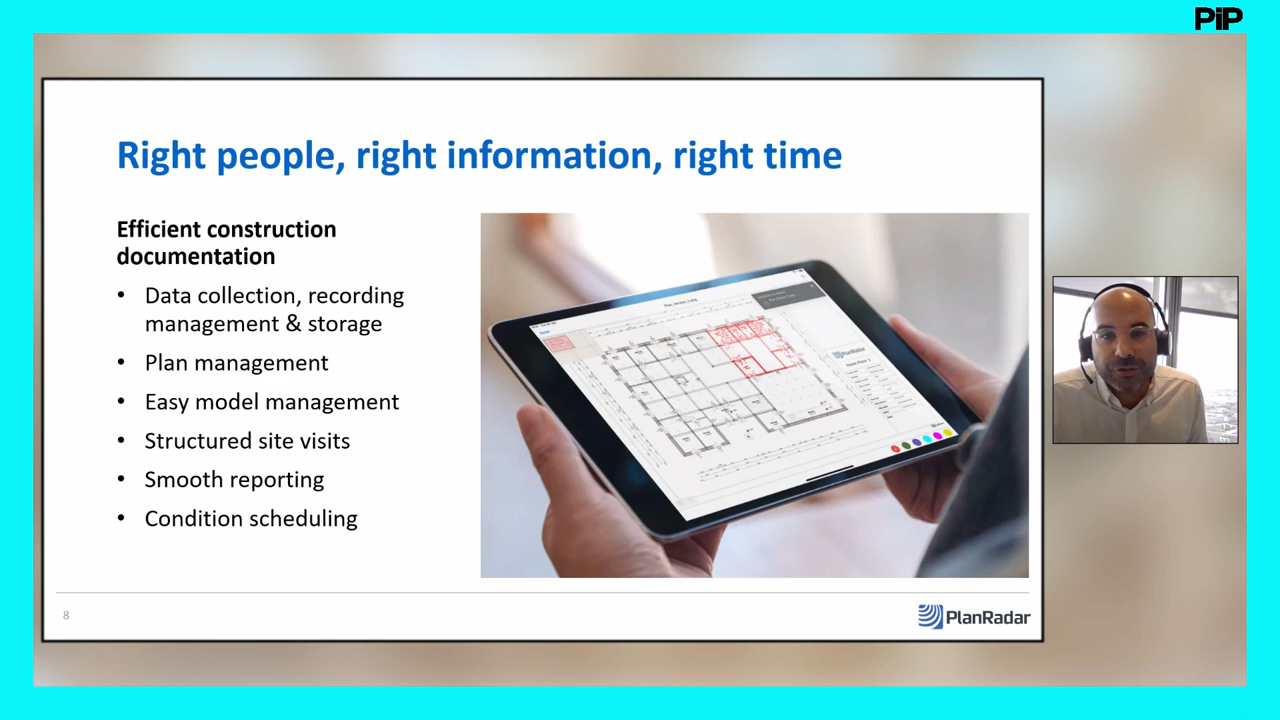 PiP
Right people, right information, right time
Efficient construction
documentation
• Data collection, recording
management & storage
• Plan management
• Easy model management
• Structured site visits
• Smooth reporting
• Condition scheduling
PlanRadar
8
PlanRadar